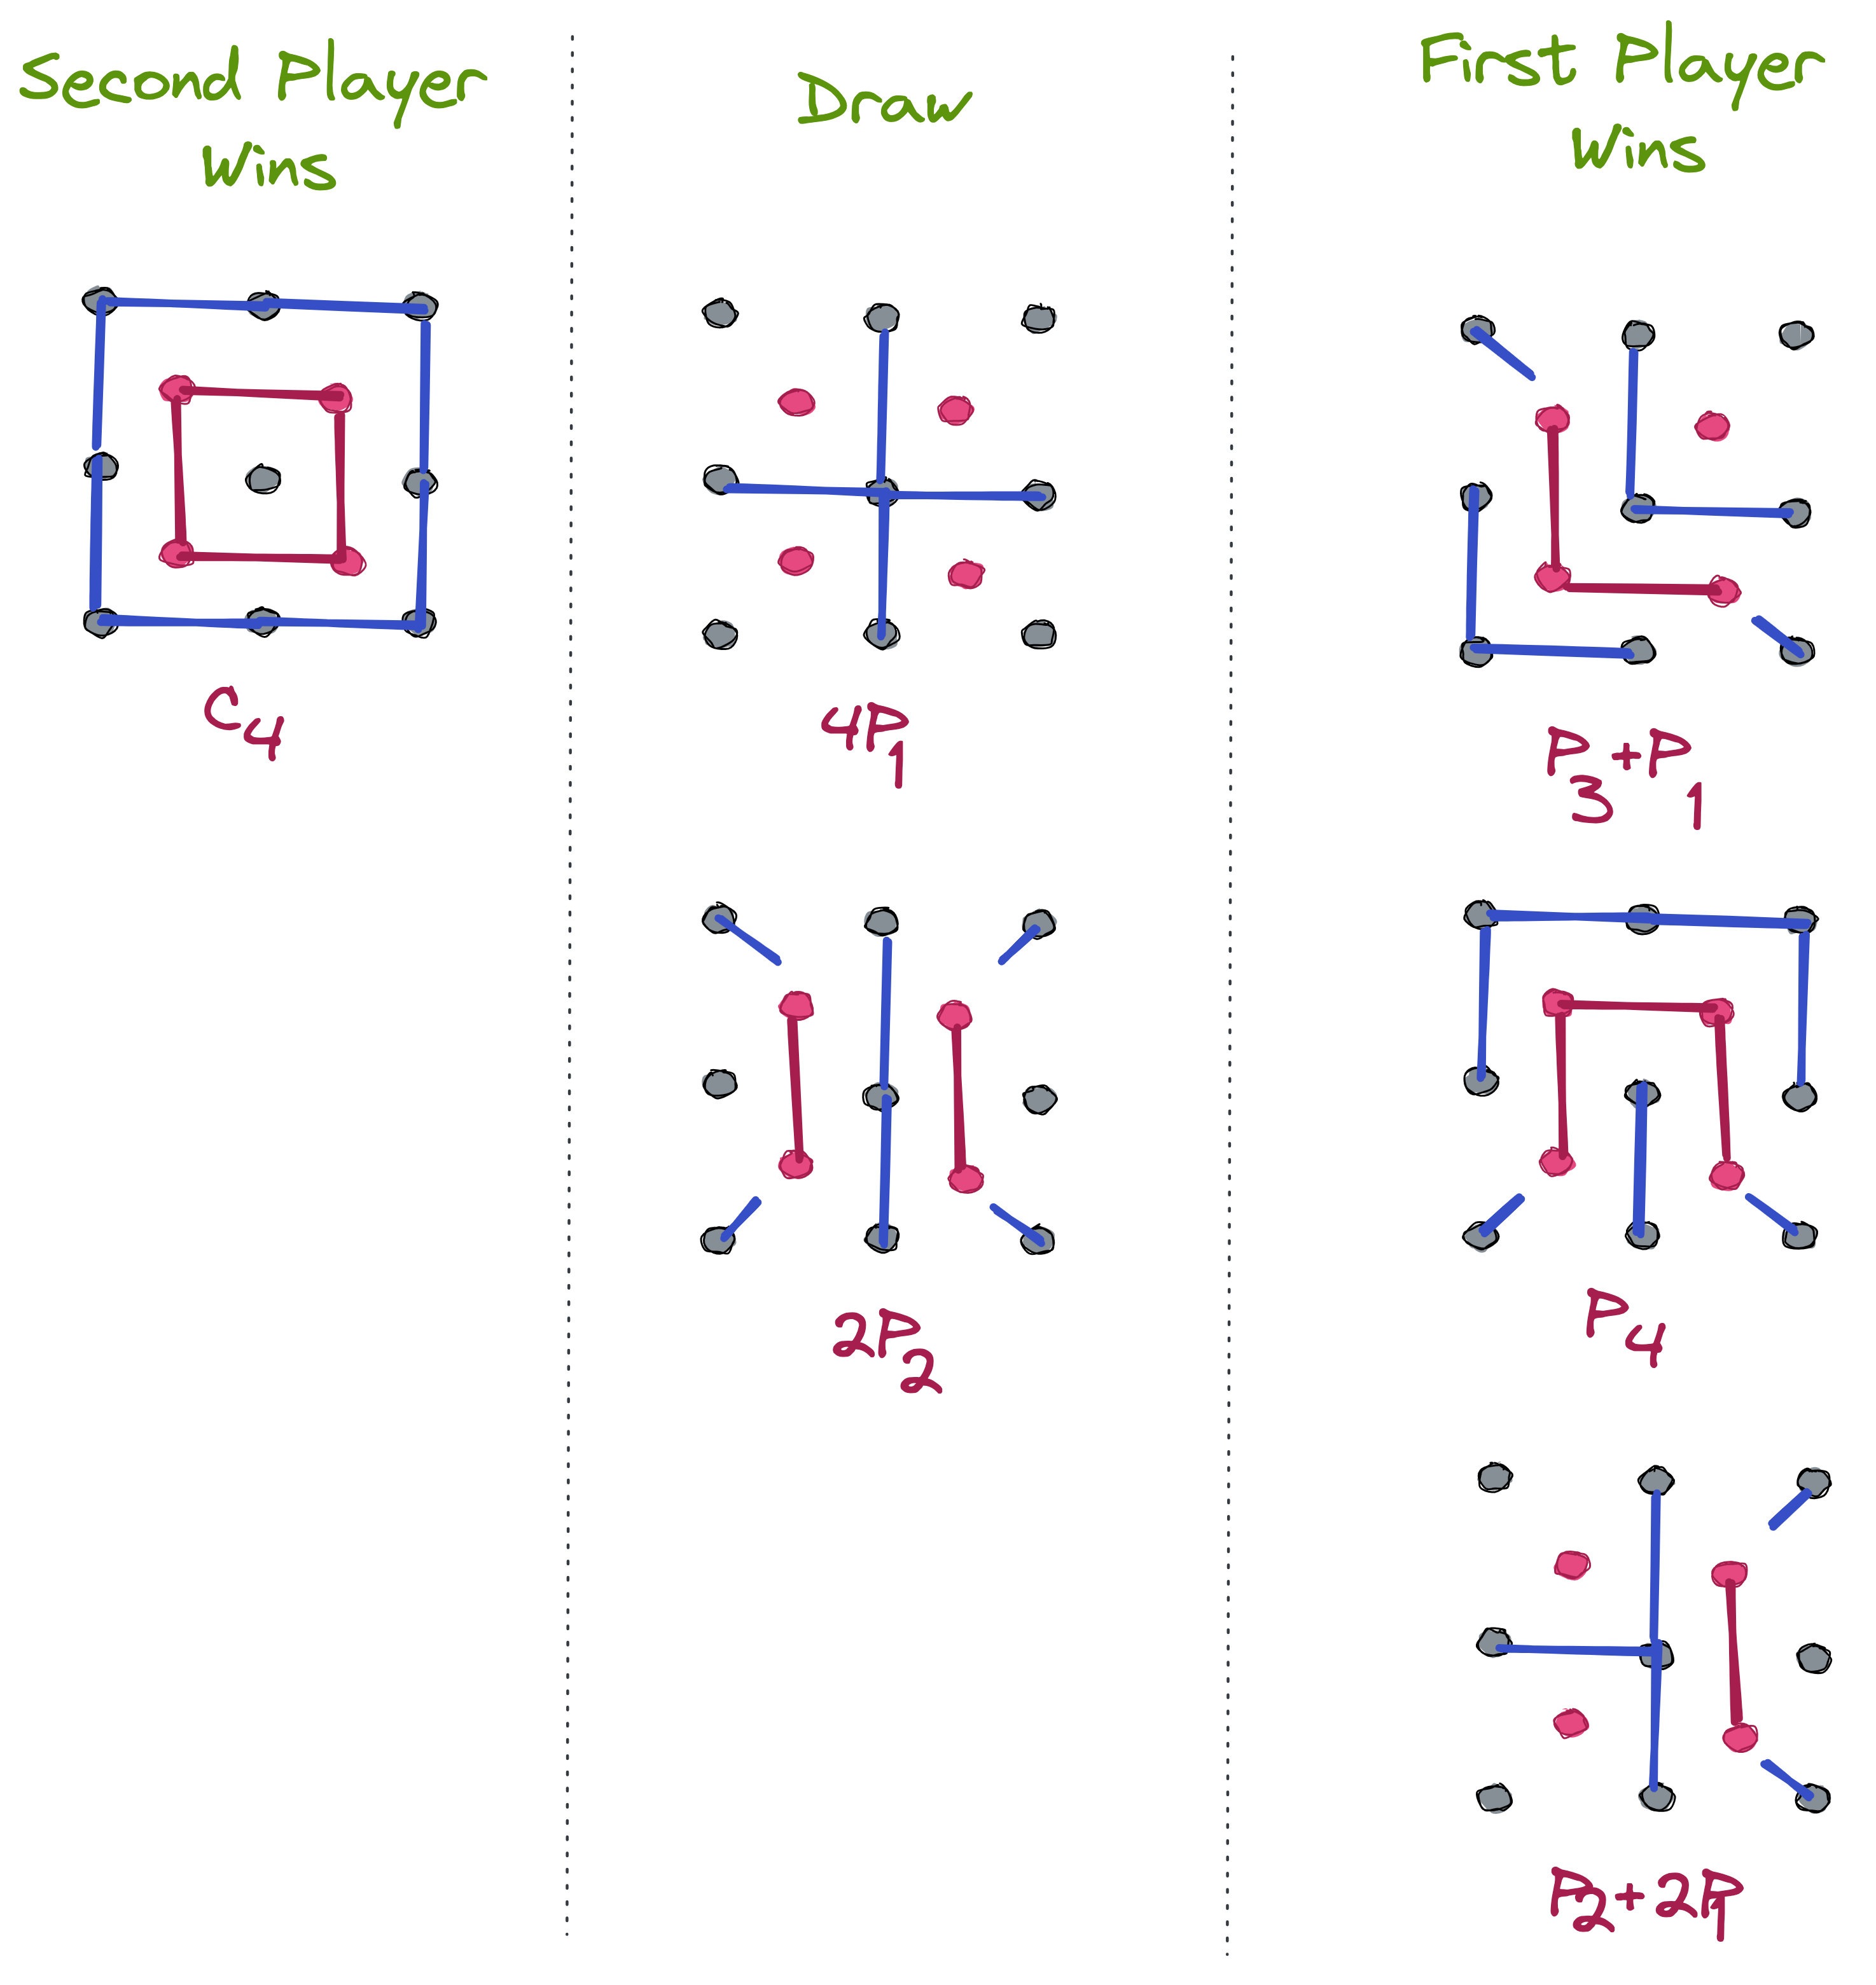 Second Player
Wins
Draw
First Player
Wins
C4
4P1
P3+P1
2P2
P4
P2+2P1